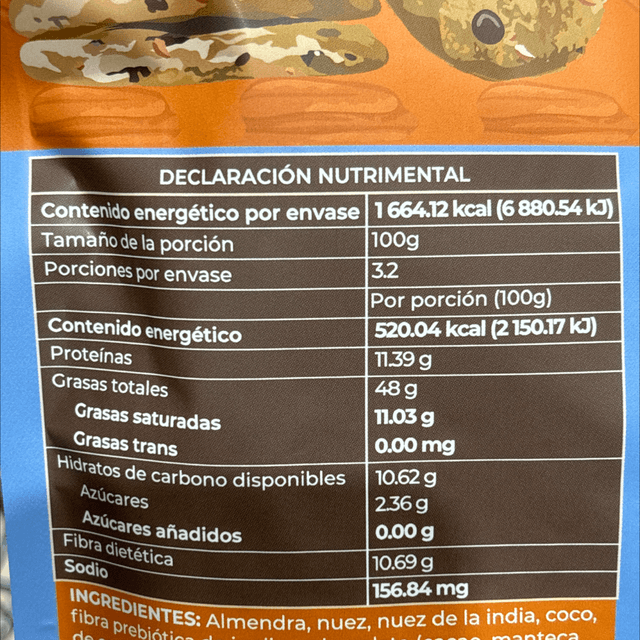 DECLARACIÓN NUTRIMENTAL
Contenido energético por envase 1 664.12 kcal (6 880.54 kJ)
Tamaño de la porción 100g
Porciones por envase 3.2
Por porción (100g)
Contenido energético 520.04 kcal (2 150.17 kJ)
Proteínas 11.39 g
Grasas totales 48 g
Grasas saturadas 11.03 g
Grasas trans 0.00 mg
Hidratos de carbono disponibles 10.62 g
Azúcares 2.36 g
Azúcares añadidos 0.00 g
Fibra dietética 10.69 g
Sodio 156.84 mg
INGREDIENTES: Almendra, nuez, nuez de la india, coco,
fibra prebiótica manteca